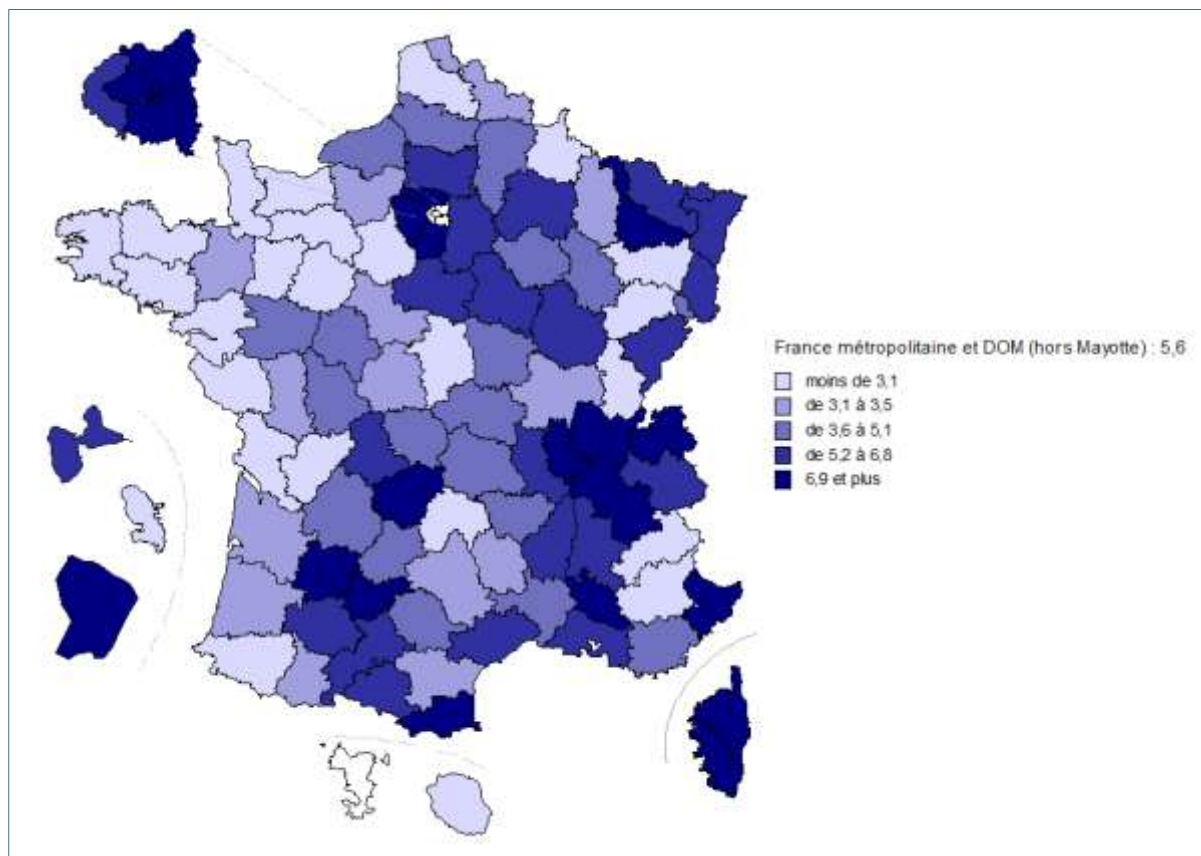 France métropolitaine et DOM (hors Mayotte) : 5,6
moins de 3,1
de 3,1 à 3,5
de 3,6 à 5,1
de 5,2 à 6,8
6,9 et plus